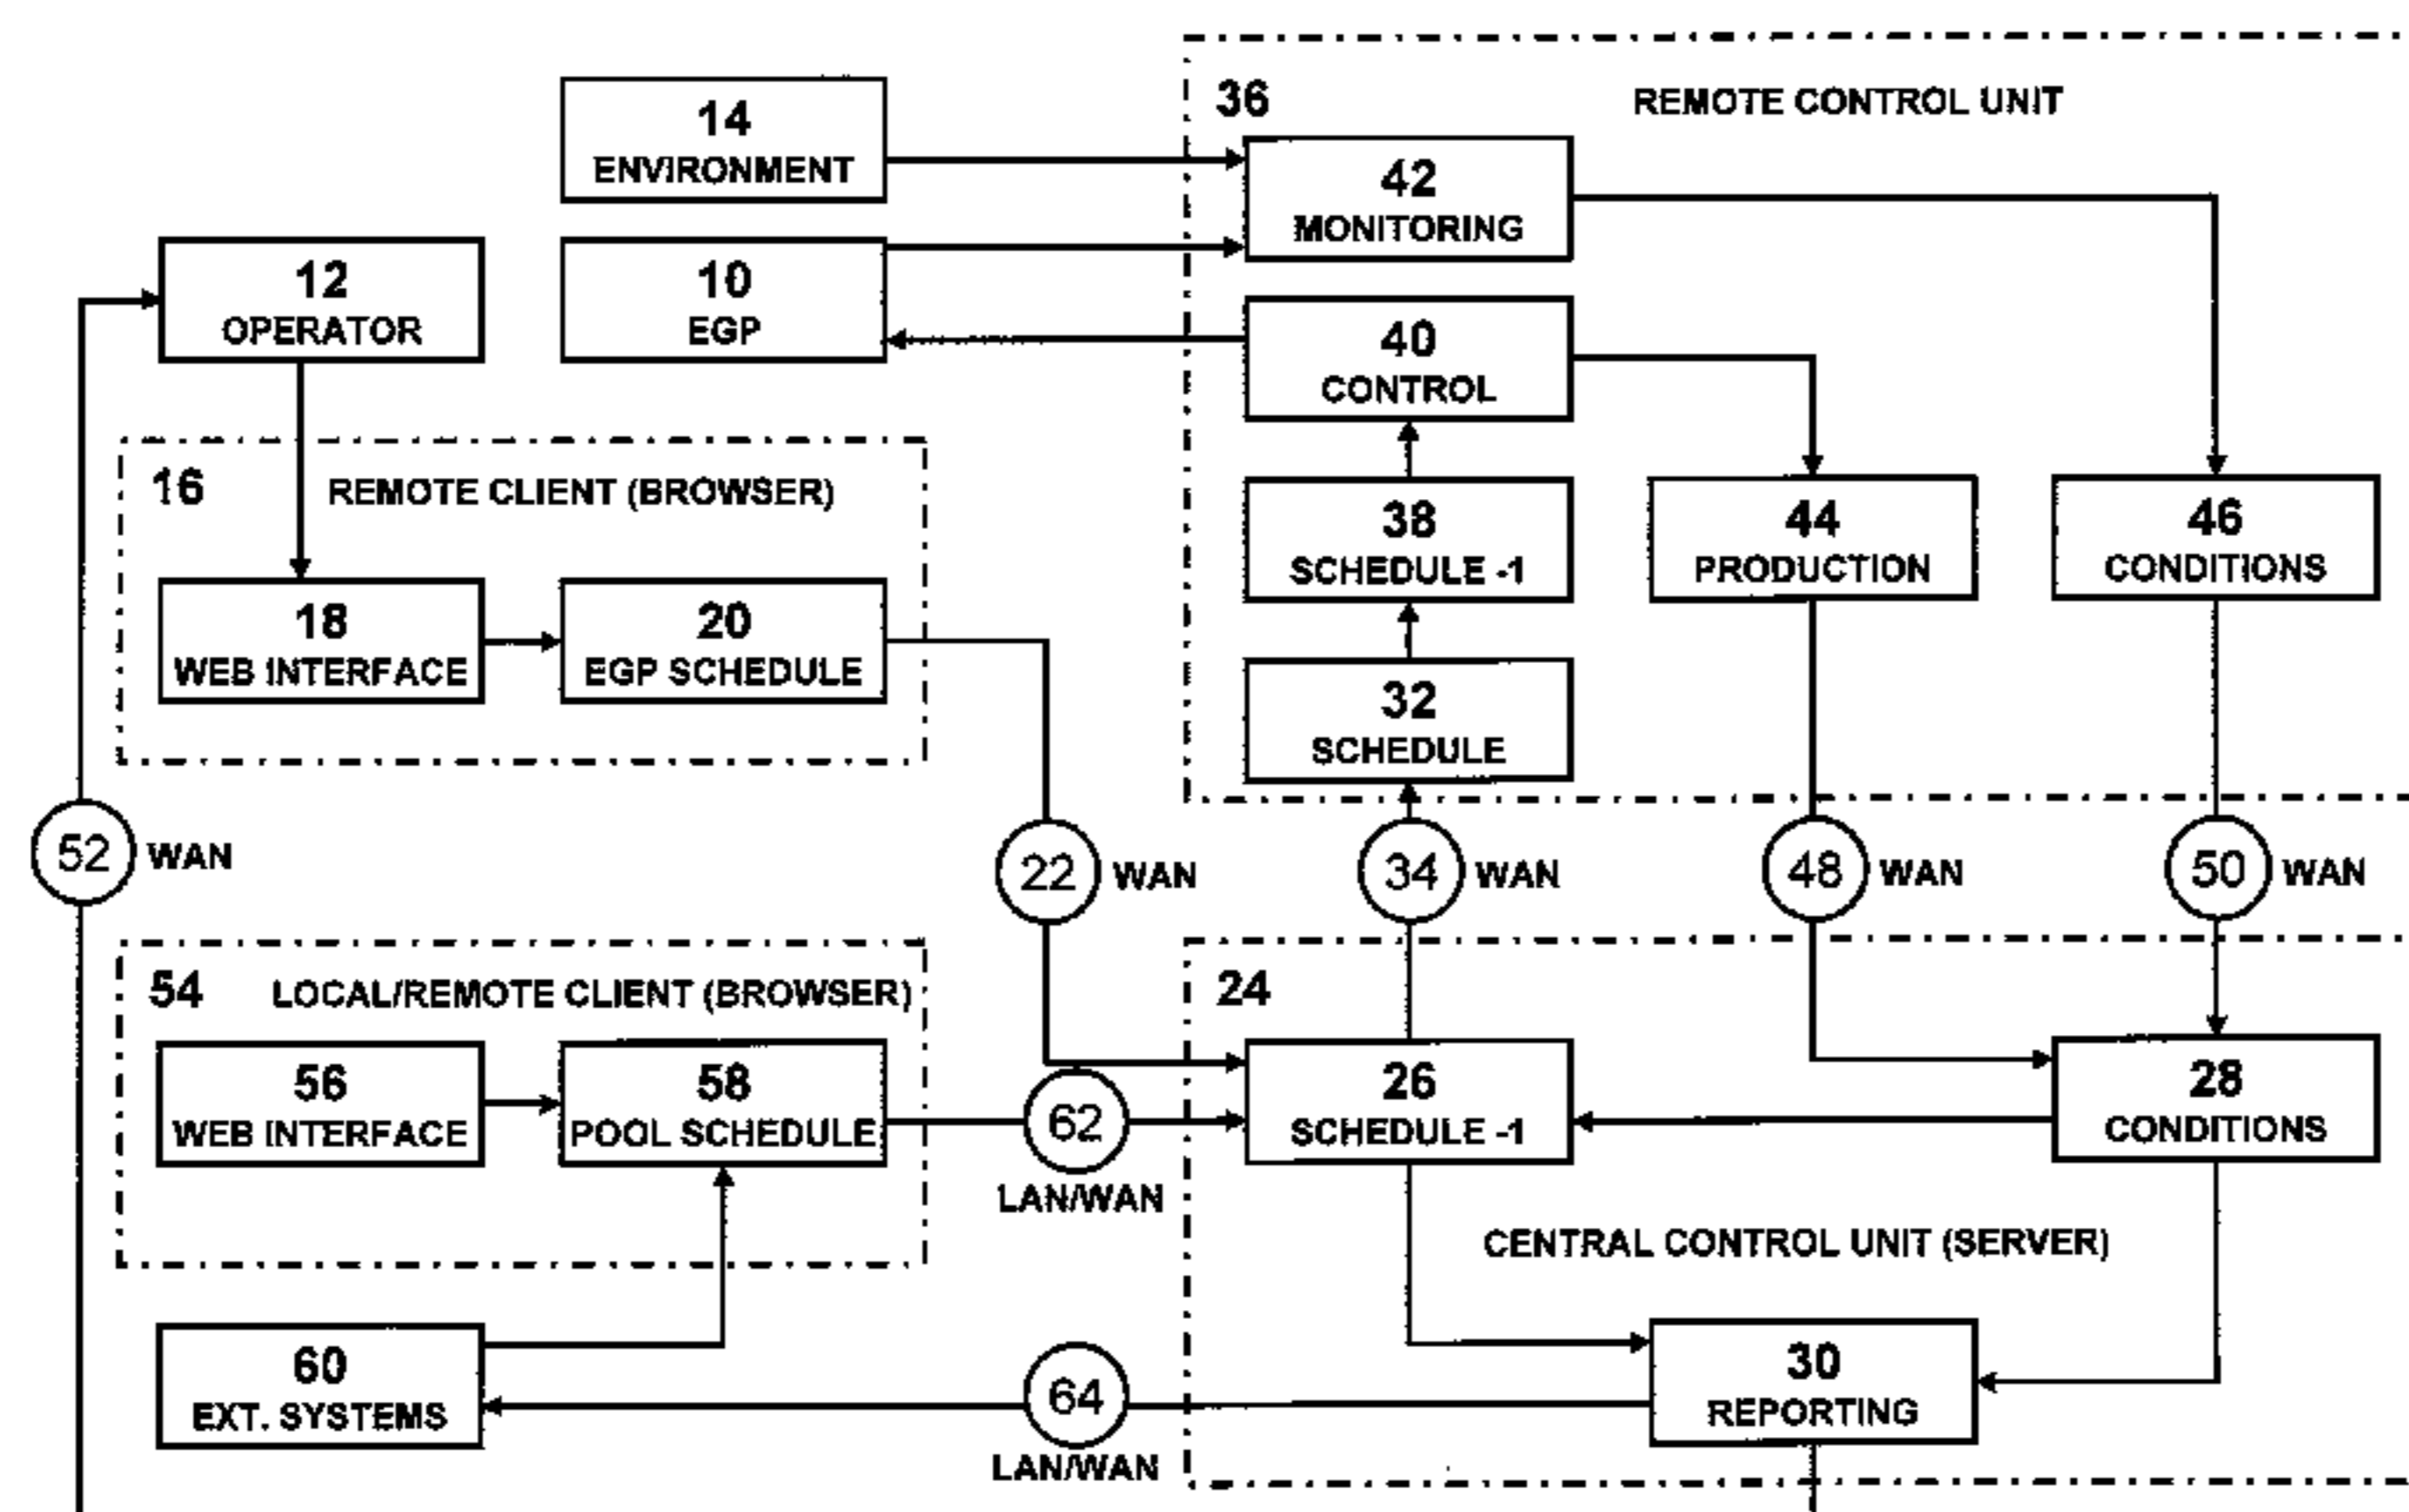 36
REMOTE CONTROL UNIT
14
ENVIRONMENT
42
MONITORING
12
OPERATOR
10
EGP
40
CONTROL
16
REMOTE CLIENT (BROWSER)
38
SCHEDULE -1
44
PRODUCTION
46
CONDITIONS
18
WEB INTERFACE
20
EGP SCHEDULE
32
SCHEDULE
52 WAN
22 WAN
34 WAN
48 WAN
50 WAN
54
LOCAL/REMOTE CLIENT (BROWSER)
24
56
WEB INTERFACE
58
POOL SCHEDULE
62
LAN/WAN
26
SCHEDULE -1
28
CONDITIONS
CENTRAL CONTROL UNIT (SERVER)
60
EXT. SYSTEMS
64
LAN/WAN
30
REPORTING